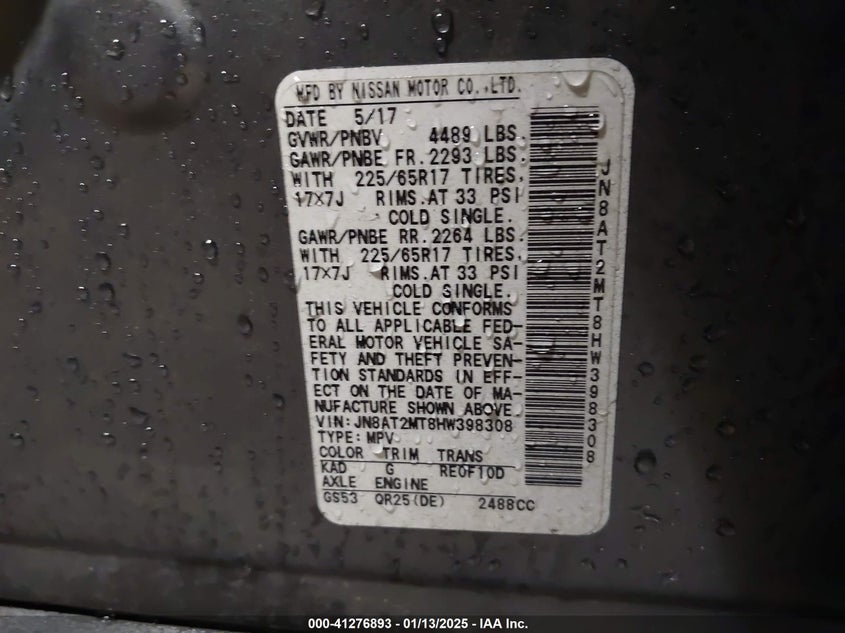 MFD BY NISSAN MOTOR CO.,LTD.
DATE 5/17
GVWR/PNBV 4489 LBS.
GAWR/PNBE FR. 2293 LBS.
WITH 225/65R17 TIRES,
17X7J RIMS.AT 33 PSI
COLD SINGLE.
GAWR/PNBE RR. 2264 LBS.
WITH 225/65R17 TIRES,
17X7J RIMS.AT 33 PSI
COLD SINGLE.
THIS VEHICLE CONFORMS
TO ALL APPLICABLE FED-
ERAL MOTOR VEHICLE SA-
FETY AND THEFT PREVEN-
TION STANDARDS IN EFF-
ECT ON THE DATE OF MA-
NUFACTURE SHOWN ABOVE.
VIN:JN8AT2MT8HW398308
TYPE:MPV
COLOR TRIM TRANS
KAD G RE0F10D
AXLE ENGINE
GS53 QR25(DE) 2488CC
JN8AT2MT8HW398308
000-41276893 - 01/13/2025 - IAA Inc.